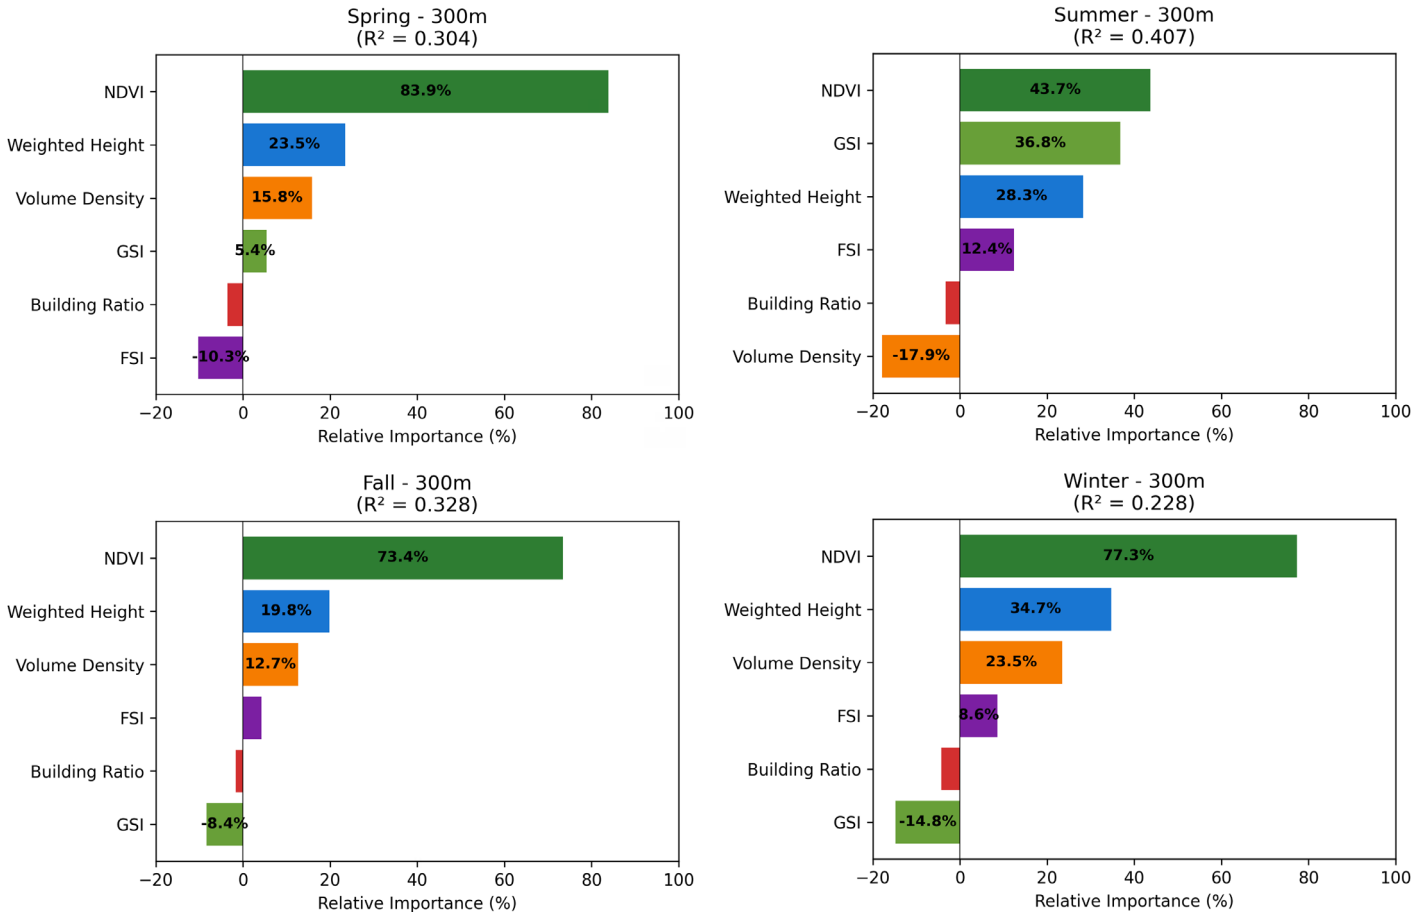 Spring - 300m
(R² = 0.304)
NDVI
83.9%
Weighted Height
23.5%
Volume Density
15.8%
GSI
5.4%
Building Ratio
FSI
-10.3%
−20 0 20 40 60 80 100
Relative Importance (%)
Summer - 300m
(R² = 0.407)
NDVI
43.7%
GSI
36.8%
Weighted Height
28.3%
FSI
12.4%
Building Ratio
Volume Density
-17.9%
−20 0 20 40 60 80 100
Relative Importance (%)
Fall - 300m
(R² = 0.328)
NDVI
73.4%
Weighted Height
19.8%
Volume Density
12.7%
FSI
Building Ratio
GSI
-8.4%
−20 0 20 40 60 80 100
Relative Importance (%)
Winter - 300m
(R² = 0.228)
NDVI
77.3%
Weighted Height
34.7%
Volume Density
23.5%
FSI
8.6%
Building Ratio
GSI
-14.8%
−20 0 20 40 60 80 100
Relative Importance (%)